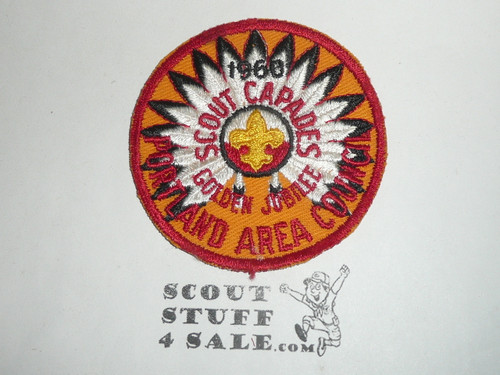 1960
SCOUT CAPADES
GOLDEN JUBILEE
PORTLAND AREA COUNCIL
SCOUT
STUFF
4 SALE.COM